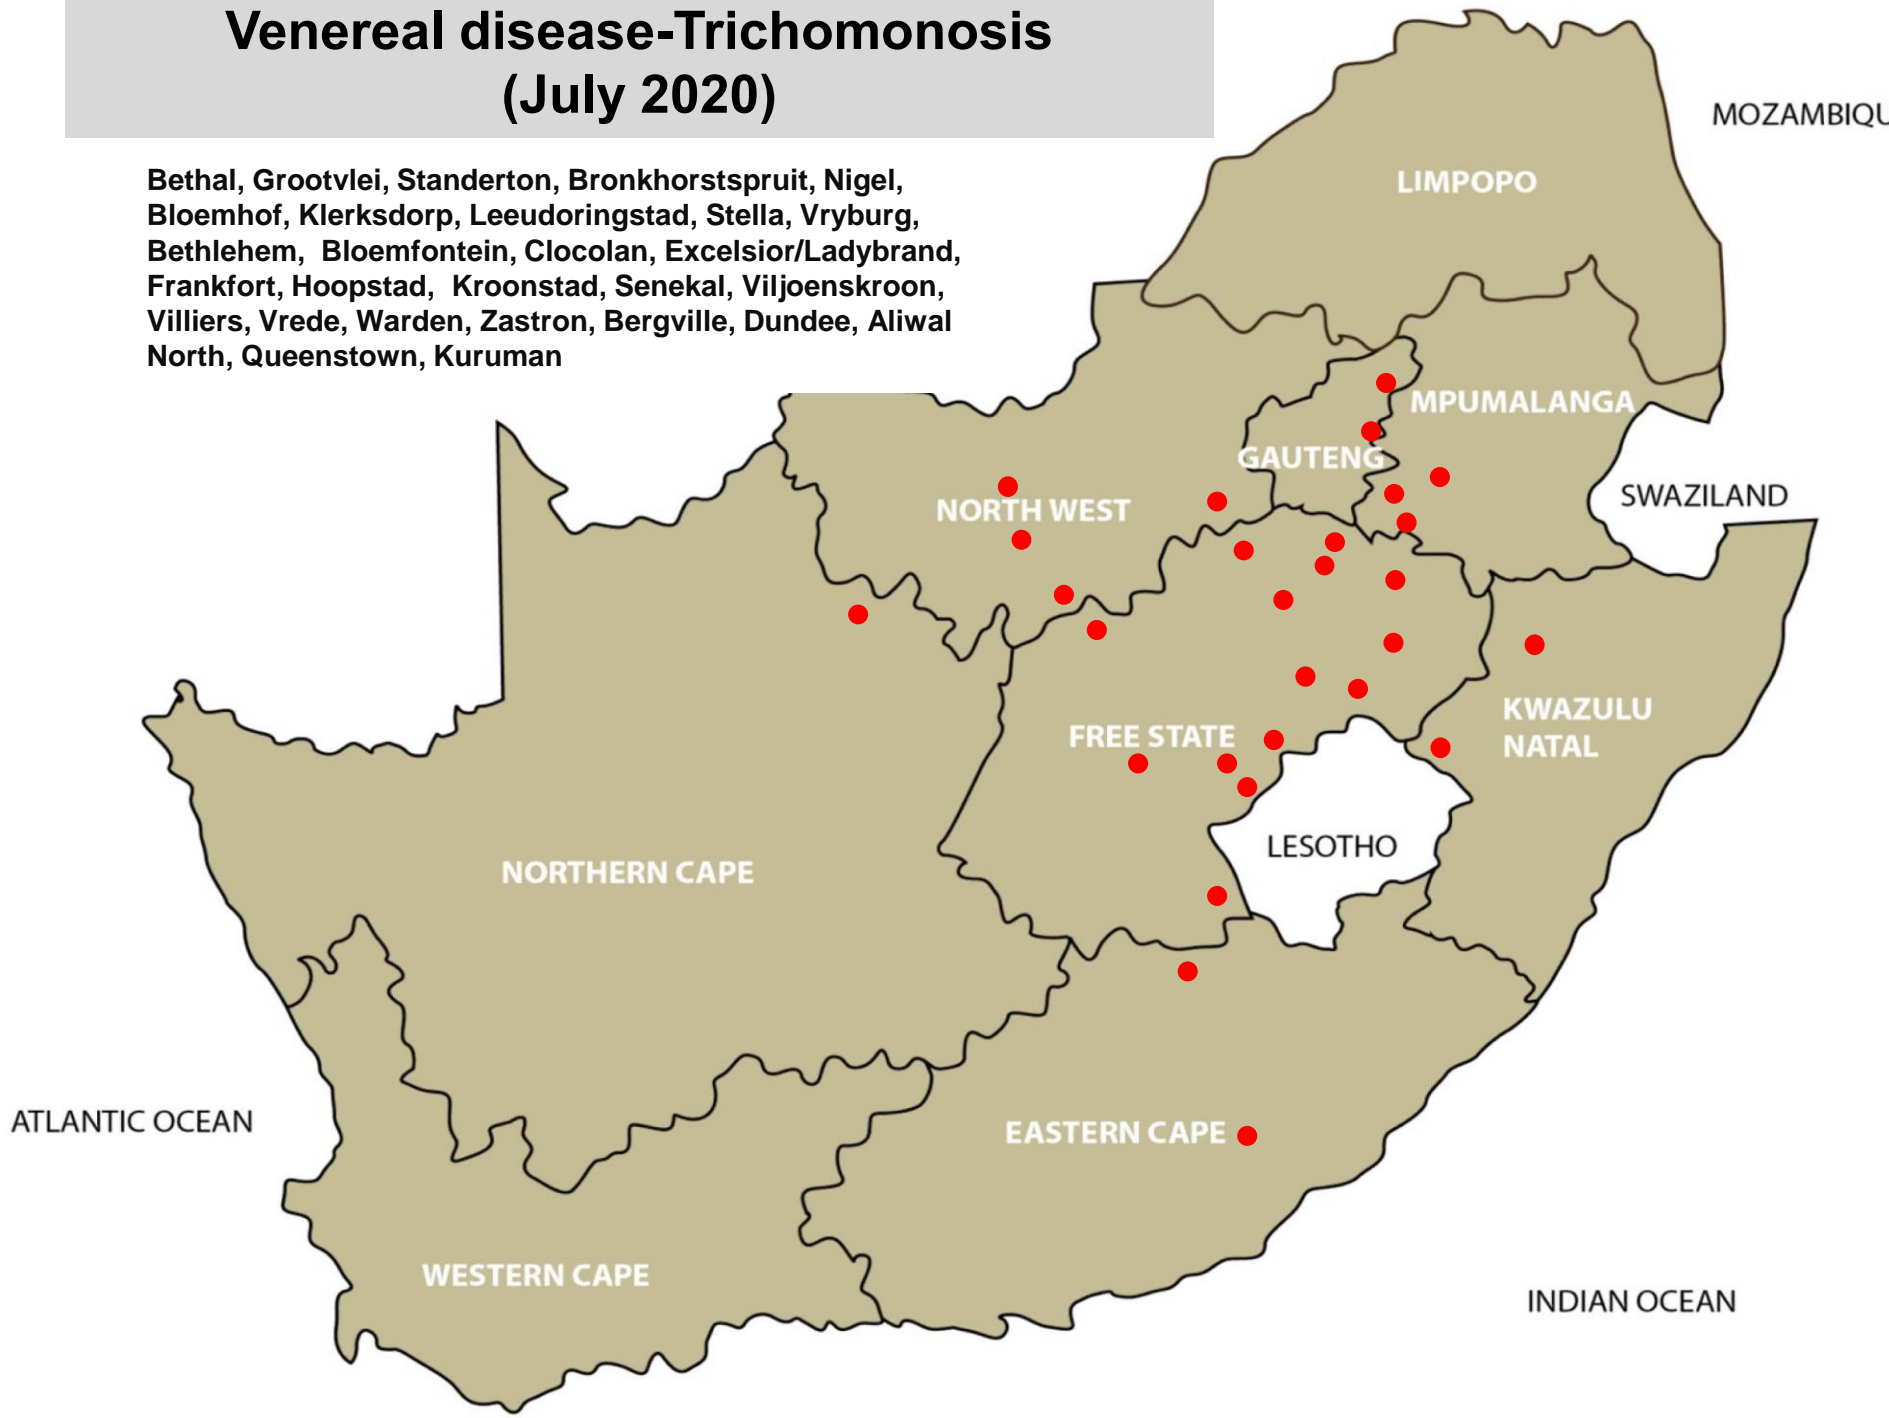 Venereal disease-Trichomonosis
(July 2020)
Bethal, Grootvlei, Standerton, Bronkhorstspruit, Nigel,
Bloemhof, Klerksdorp, Leeudoringstad, Stella, Vryburg,
Bethlehem,  Bloemfontein, Clocolan, Excelsior/Ladybrand,
Frankfort, Hoopstad,  Kroonstad, Senekal, Viljoenskroon,
Villiers, Vrede, Warden, Zastron, Bergville, Dundee, Aliwal
North, Queenstown, Kuruman
MOZAMBIQU
LIMPOPO
MPUMALANGA
GAUTENG
SWAZILAND
NORTH WEST
KWAZULU
NATAL
FREE STATE
LESOTHO
NORTHERN CAPE
ATLANTIC OCEAN
EASTERN CAPE
WESTERN CAPE
INDIAN OCEAN